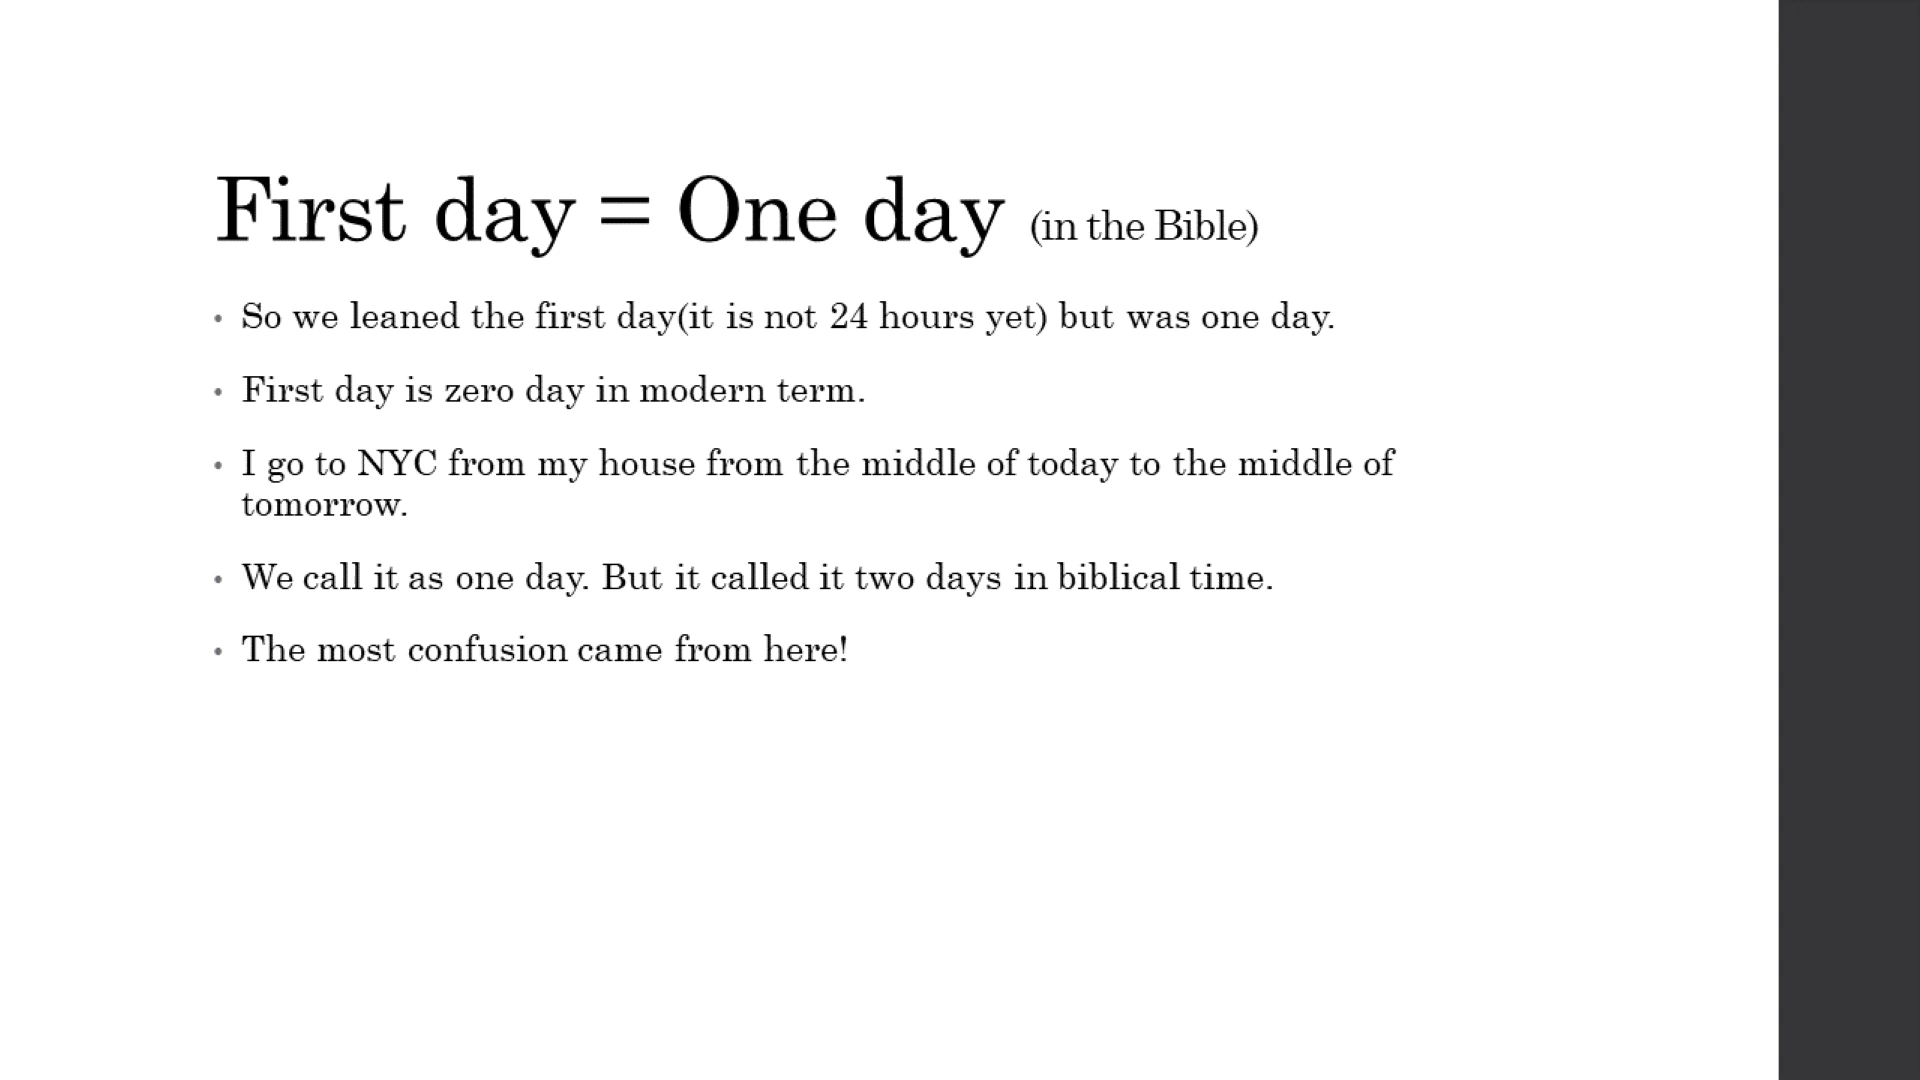 First day = One day (in the Bible)
• So we leaned the first day(it is not 24 hours yet) but was one day.
• First day is zero day in modern term.
• I go to NYC from my house from the middle of today to the middle of
tomorrow.
• We call it as one day. But it called it two days in biblical time.
• The most confusion came from here!